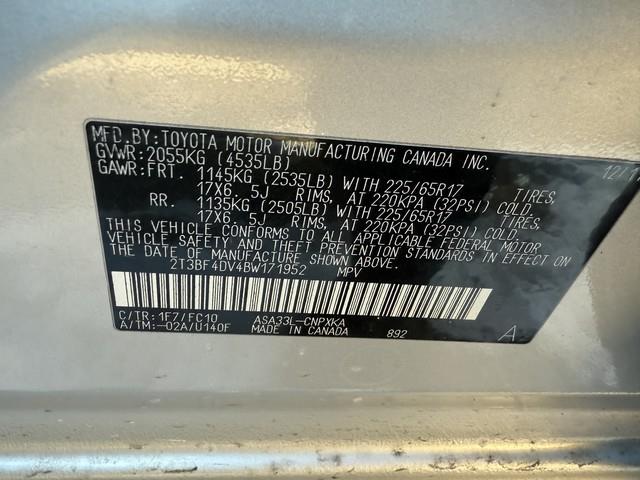 MFD.BY:TOYOTA MOTOR MANUFACTURING CANADA INC.
GVWR:2055KG (4535LB) 12/1
GAWR:FRT. 1145KG (2535LB) WITH 225/65R17 TIRES,
17X6.5J RIMS, AT 220KPA (32PSI) COLD.
RR. 1135KG (2505LB) WITH 225/65R17 TIRES,
17X6.5J RIMS, AT 220KPA (32PSI) COLD.
THIS VEHICLE CONFORMS TO ALL APPLICABLE FEDERAL MOTOR
VEHICLE SAFETY AND THEFT PREVENTION STANDARDS IN EFFECT ON
THE DATE OF MANUFACTURE SHOWN ABOVE.
2T3BF4DV4BW171952 MPV
C/TR:1F7/FC10 ASA33L-CNPXKA
A/TM:-02A/U140F MADE IN CANADA 892 A